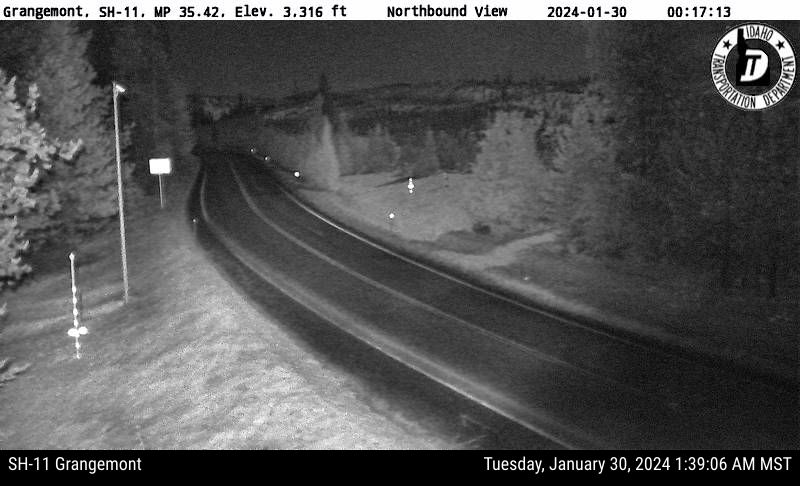 Grangemont, SH-11, MP 35.42, Elev. 3,316 ft Northbound View 2024-01-30 00:17:13
IDAHO
TRANSPORTATION DEPARTMENT
SH-11 Grangemont Tuesday, January 30, 2024 1:39:06 AM MST